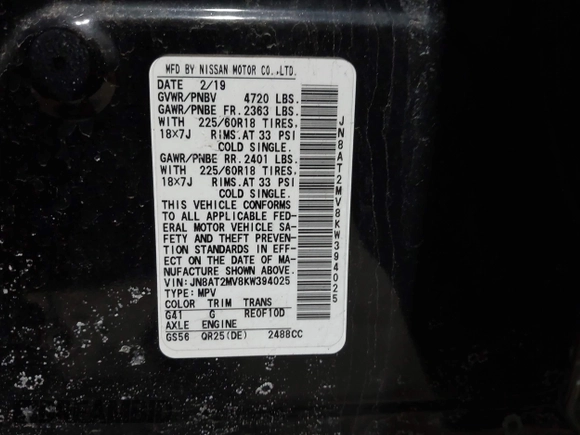 MFD BY NISSAN MOTOR CO.,LTD.
DATE 2/19
GVWR/PNBV 4720 LBS.
GAWR/PNBE FR. 2363 LBS.
WITH 225/60R18 TIRES,
18×7J RIMS.AT 33 PSI
COLD SINGLE.
GAWR/PNBE RR. 2401 LBS.
WITH 225/60R18 TIRES,
18×7J RIMS.AT 33 PSI
COLD SINGLE.
THIS VEHICLE CONFORMS
TO ALL APPLICABLE FED-
ERAL MOTOR VEHICLE SA-
FETY AND THEFT PREVEN-
TION STANDARDS IN EFF-
ECT ON THE DATE OF MA-
NUFACTURE SHOWN ABOVE.
VIN:JN8AT2MV8KW394025
TYPE:MPV
COLOR TRIM TRANS
G41 G RE0F10D
AXLE ENGINE
GS56 QR25(DE) 2488CC
JN8AT2MV8KW394025